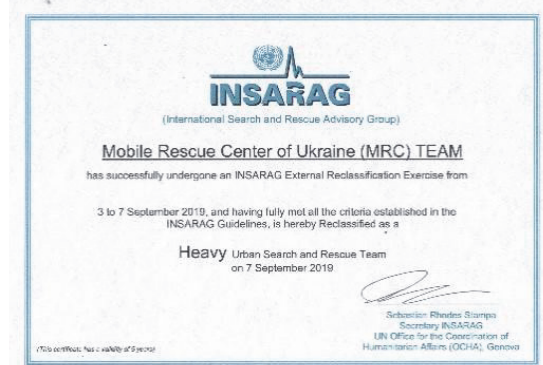 INSARAG
(International Search and Rescue Advisory Group)
Mobile Rescue Center of Ukraine (MRC) TEAM
has successfully undergone an INSARAG External Reclassification Exercise from
3 to 7 September 2019, and having fully met all the criteria established in the
INSARAG Guidelines, is hereby Reclassified as a
Heavy Urban Search and Rescue Team
on 7 September 2019
Sebastian Rhodes Stampa
Secretary INSARAG
UN Office for the Coordination of
Humanitarian Affairs (OCHA), Geneva
(This certificate has a validity of 5 years)